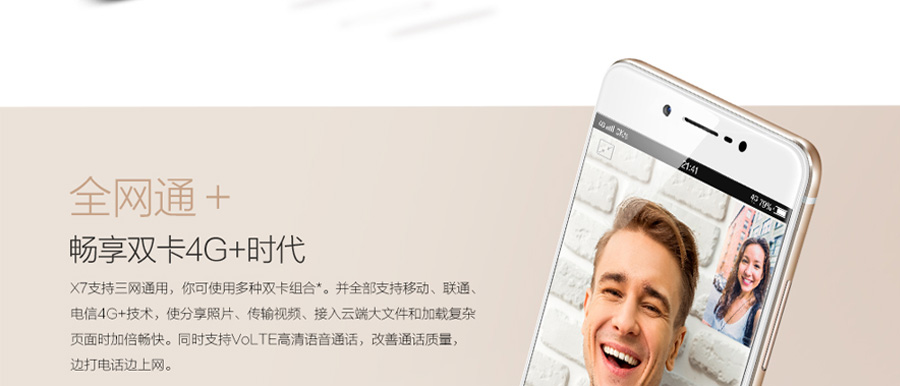 全网通+
畅享双卡4G+时代
X7支持三网通用，你可使用多种双卡组合*。并全部支持移动、联通、
电信4G+技术，使分享照片、传输视频、接入云端大文件和加载复杂
页面时加倍畅快。同时支持VoLTE高清语音通话，改善通话质量，
边打电话边上网。
21:41
4G 79%